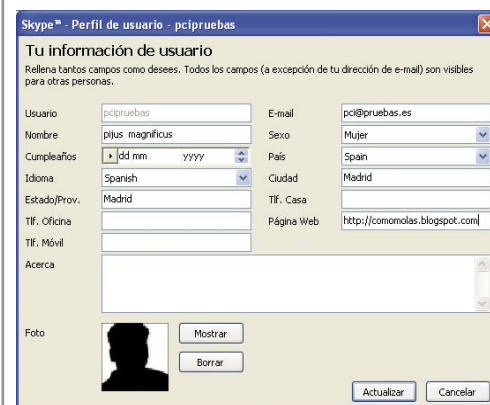 Skype™ - Perfil de usuario - pcipruebas
Tu información de usuario
Rellena tantos campos como desees. Todos los campos (a excepción de tu dirección de e-mail) son visibles
para otras personas.
Usuario pcipruebas E-mail pci@pruebas.es
Nombre pijus magnificus Sexo Mujer
Cumpleaños dd mm yyyy País Spain
Idioma Spanish Ciudad Madrid
Estado/Prov. Madrid Tlf. Casa
Tlf. Oficina Página Web http://comomolas.blogspot.com
Tlf. Móvil
Acerca
Foto Mostrar
Borrar
Actualizar Cancelar